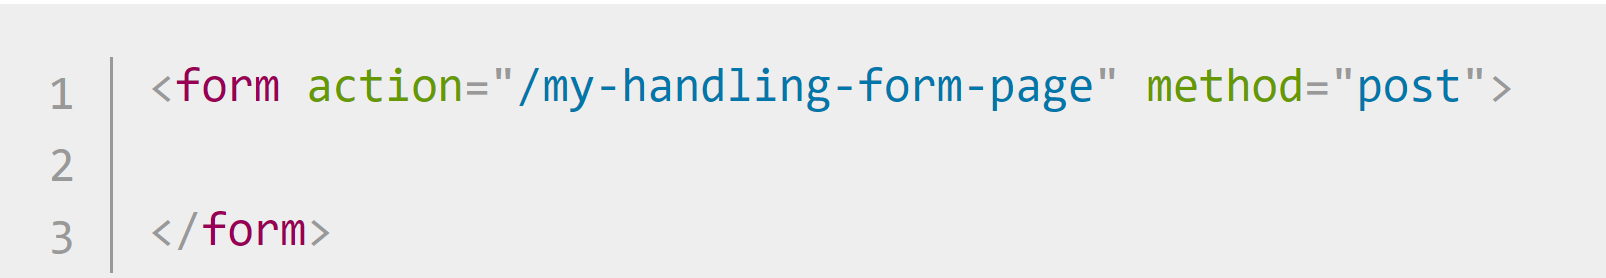 1 <form action="/my-handling-form-page" method="post">
2
3 </form>